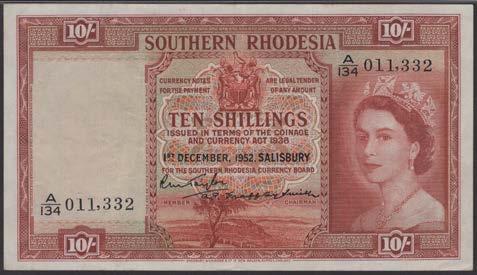 10/- 10/-
SOUTHERN RHODESIA
A/134 011,332
CURRENCY NOTES ARE LEGAL TENDER
FOR THE PAYMENT OF ANY AMOUNT
TEN SHILLINGS
ISSUED IN TERMS OF THE COINAGE
AND CURRENCY ACT 1938
1ST DECEMBER, 1952, SALISBURY
FOR THE SOUTHERN RHODESIA CURRENCY BOARD
A/134 011,332
MEMBER CHAIRMAN
10/- 10/-